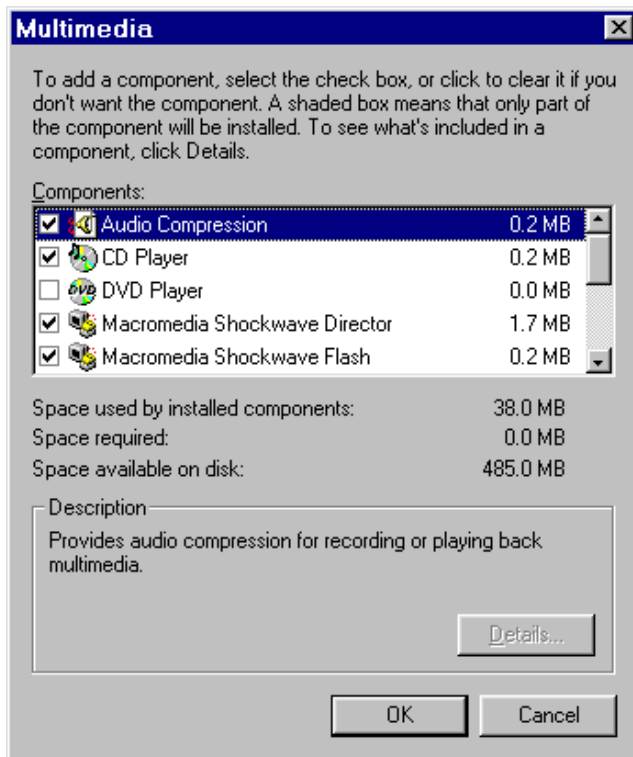 Multimedia
To add a component, select the check box, or click to clear it if you
don't want the component. A shaded box means that only part of
the component will be installed. To see what's included in a
component, click Details.
Components:
Audio Compression 0.2 MB
CD Player 0.2 MB
DVD DVD Player 0.0 MB
Macromedia Shockwave Director 1.7 MB
Macromedia Shockwave Flash 0.2 MB
Space used by installed components: 38.0 MB
Space required: 0.0 MB
Space available on disk: 485.0 MB
Description
Provides audio compression for recording or playing back
multimedia.
Details...
OK Cancel